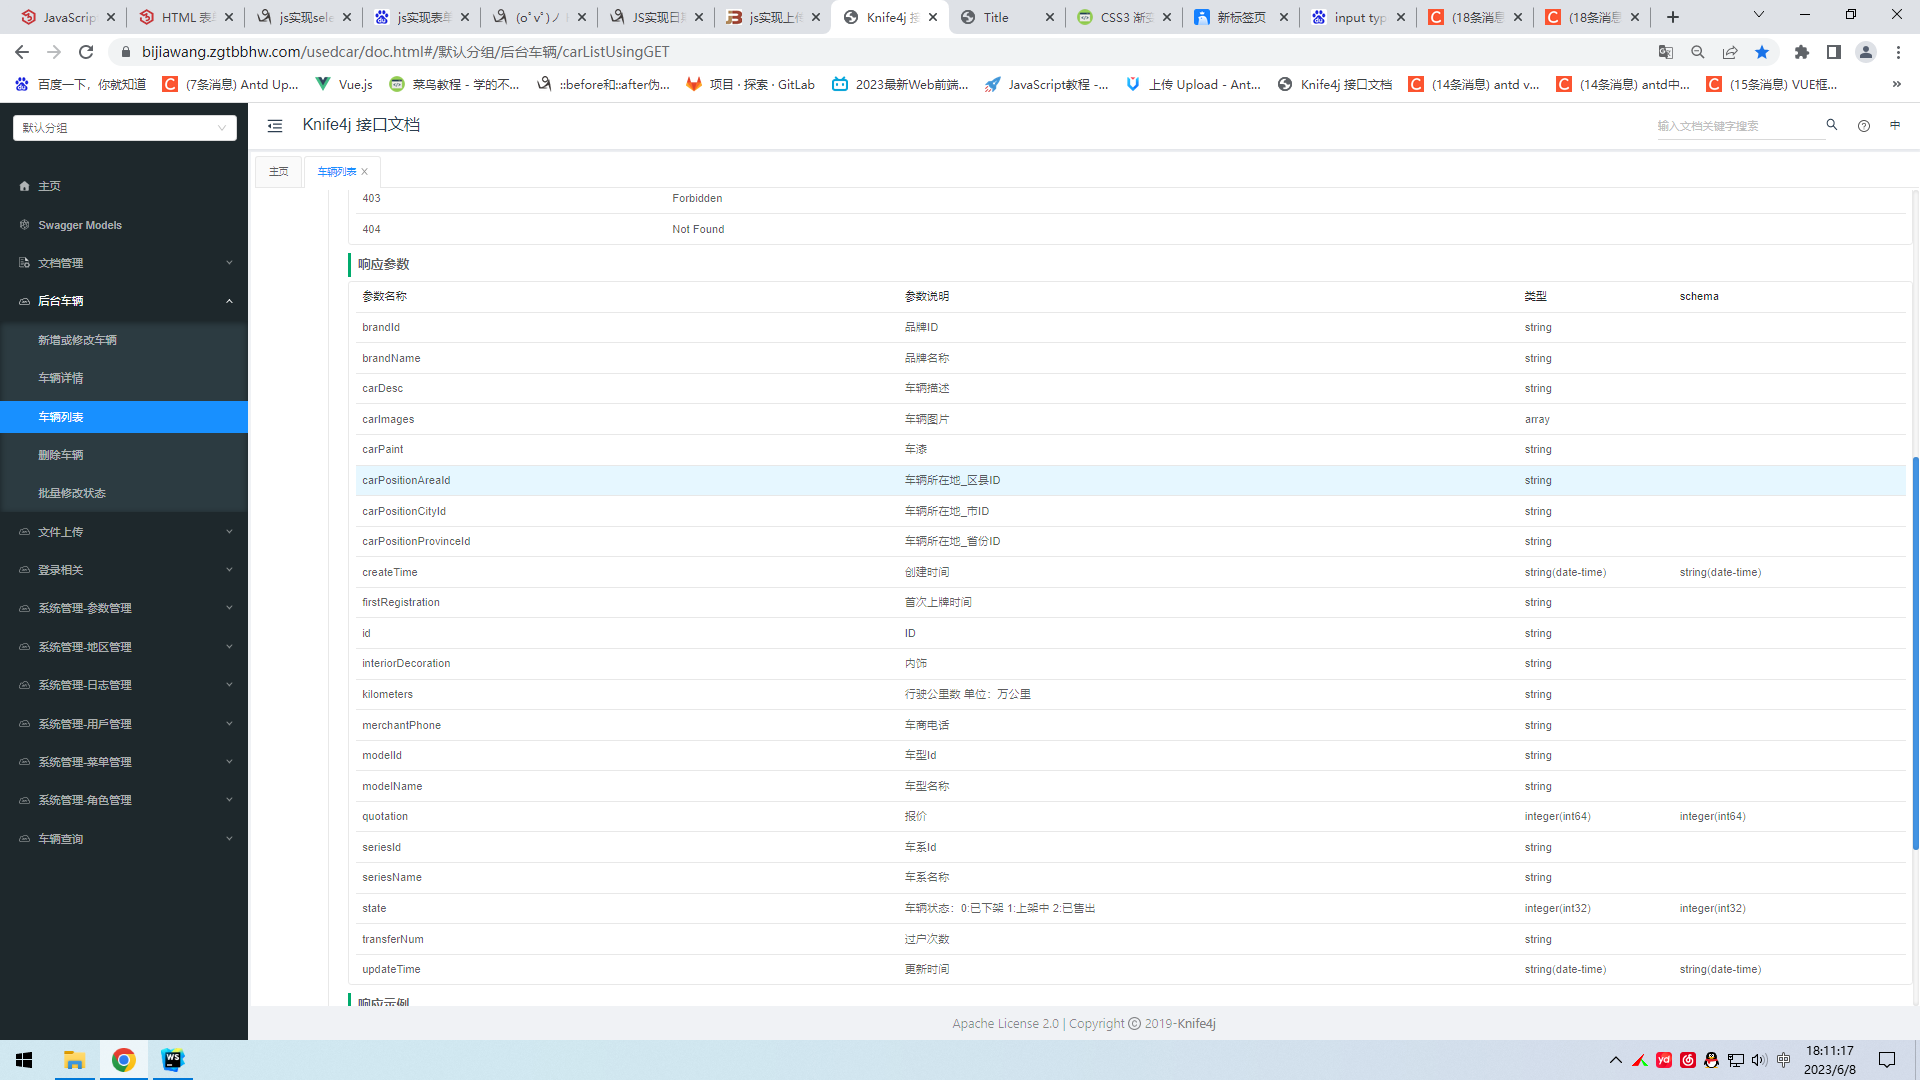 JavaScrip
HTML 表单
js实现sele
js实现表单
(oﾟvﾟ)ノ
JS实现日期
js实现上传
Knife4j 接
Title
CSS3 渐变
新标签页
input typ
(18条消息
(18条消息
bijiawang.zgtbbhw.com/usedcar/doc.html#/默认分组/后台车辆/carListUsingGET
百度一下，你就知道
(7条消息) Antd Up...
Vue.js
菜鸟教程 - 学的不...
::before和::after伪...
项目 · 探索 · GitLab
2023最新Web前端...
JavaScript教程 -...
上传 Upload - Ant...
Knife4j 接口文档
(14条消息) antd v...
(14条消息) antd中...
(15条消息) VUE框...
»
默认分组
Knife4j 接口文档
输入文档关键字搜索
中
主页
车辆列表
主页
Swagger Models
文档管理
后台车辆
新增或修改车辆
车辆详情
车辆列表
删除车辆
批量修改状态
文件上传
登录相关
系统管理-参数管理
系统管理-地区管理
系统管理-日志管理
系统管理-用戶管理
系统管理-菜单管理
系统管理-角色管理
车辆查询
403 Forbidden
404 Not Found
响应参数
参数名称 参数说明 类型 schema
brandId 品牌ID string
brandName 品牌名称 string
carDesc 车辆描述 string
carImages 车辆图片 array
carPaint 车漆 string
carPositionAreaId 车辆所在地_区县ID string
carPositionCityId 车辆所在地_市ID string
carPositionProvinceId 车辆所在地_省份ID string
createTime 创建时间 string(date-time) string(date-time)
firstRegistration 首次上牌时间 string
id ID string
interiorDecoration 内饰 string
kilometers 行驶公里数 单位：万公里 string
merchantPhone 车商电话 string
modelId 车型Id string
modelName 车型名称 string
quotation 报价 integer(int64) integer(int64)
seriesId 车系Id string
seriesName 车系名称 string
state 车辆状态：0:已下架 1:上架中 2:已售出 integer(int32) integer(int32)
transferNum 过户次数 string
updateTime 更新时间 string(date-time) string(date-time)
响应示例
Apache License 2.0 | Copyright © 2019-Knife4j
WS
yd
中
18:11:17
2023/6/8